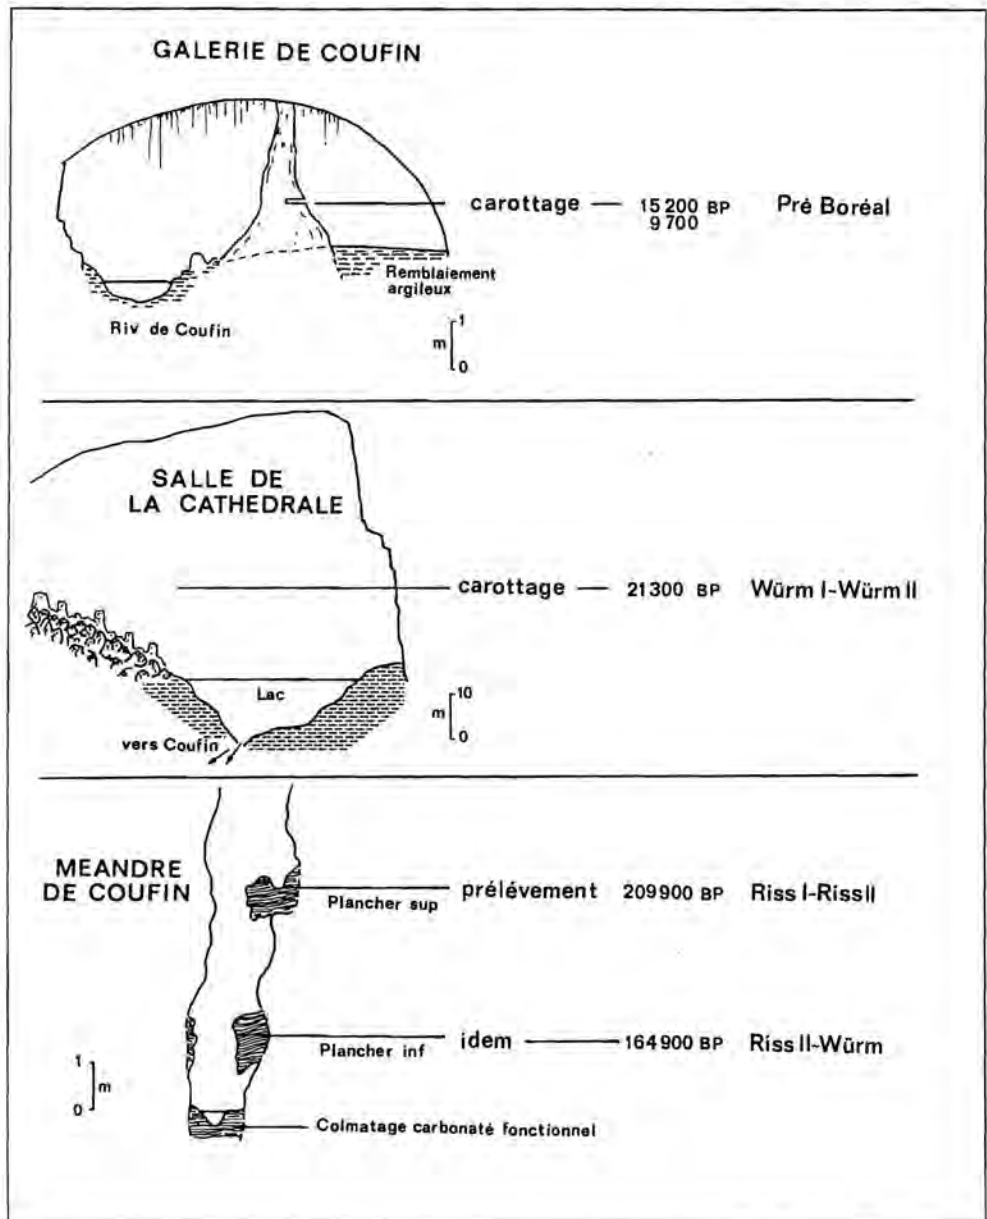 GALERIE DE COUFIN
carottage — 15 200 BP Pré Boréal
9 700
Remblaiement
argileux
Riv de Coufin
1
m
0
SALLE DE
LA CATHEDRALE
carottage — 21300 BP Würm I-Würm II
Lac
10
m
0
vers Coufin
MEANDRE
DE COUFIN
prélévement 209900 BP Riss I-Riss II
Plancher sup
idem 164900 BP Riss II-Würm
Plancher inf
1
m
0
Colmatage carbonaté fonctionnel